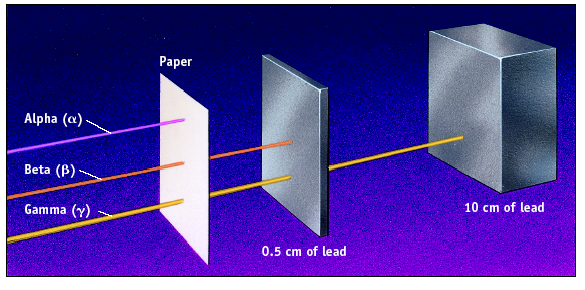 Paper
Alpha (α)
Beta (β)
Gamma (γ)
0.5 cm of lead
10 cm of lead